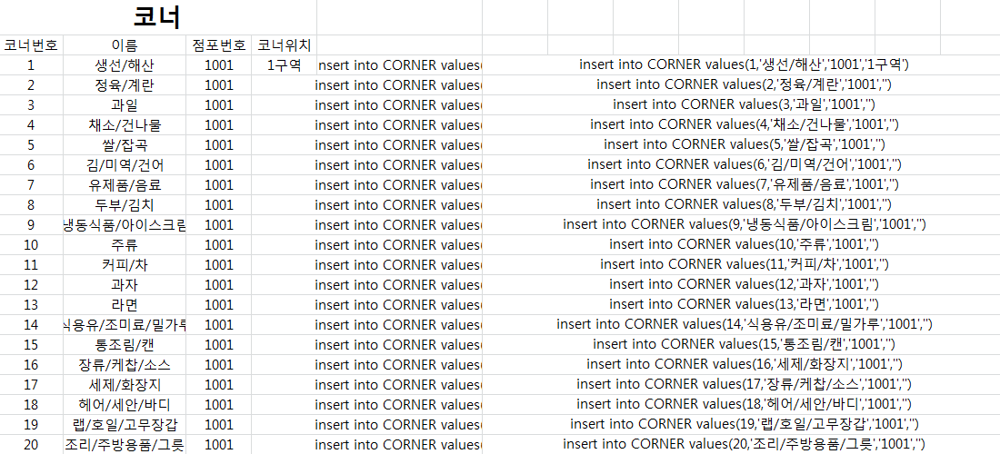 코너
코너번호 이름 점포번호 코너위치
1 생선/해산 1001 1구역 nsert into CORNER values( insert into CORNER values(1,'생선/해산','1001','1구역')
2 정육/계란 1001 insert into CORNER values( insert into CORNER values(2,'정육/계란','1001','')
3 과일 1001 insert into CORNER values( insert into CORNER values(3,'과일','1001','')
4 채소/건나물 1001 insert into CORNER values( insert into CORNER values(4,'채소/건나물','1001','')
5 쌀/잡곡 1001 insert into CORNER values( insert into CORNER values(5,'쌀/잡곡','1001','')
6 김/미역/건어 1001 insert into CORNER values( insert into CORNER values(6,'김/미역/건어','1001','')
7 유제품/음료 1001 insert into CORNER values( insert into CORNER values(7,'유제품/음료','1001','')
8 두부/김치 1001 insert into CORNER values( insert into CORNER values(8,'두부/김치','1001','')
9 냉동식품/아이스크림 1001 insert into CORNER values( insert into CORNER values(9,'냉동식품/아이스크림','1001','')
10 주류 1001 insert into CORNER values( insert into CORNER values(10,'주류','1001','')
11 커피/차 1001 insert into CORNER values( insert into CORNER values(11,'커피/차','1001','')
12 과자 1001 insert into CORNER values( insert into CORNER values(12,'과자','1001','')
13 라면 1001 insert into CORNER values( insert into CORNER values(13,'라면','1001','')
14 식용유/조미료/밀가루 1001 insert into CORNER values( insert into CORNER values(14,'식용유/조미료/밀가루','1001','')
15 통조림/캔 1001 insert into CORNER values( insert into CORNER values(15,'통조림/캔','1001','')
16 장류/케찹/소스 1001 insert into CORNER values( insert into CORNER values(16,'세제/화장지','1001','')
17 세제/화장지 1001 insert into CORNER values( insert into CORNER values(17,'장류/케찹/소스','1001','')
18 헤어/세안/바디 1001 insert into CORNER values( insert into CORNER values(18,'헤어/세안/바디','1001','')
19 랩/호일/고무장갑 1001 insert into CORNER values( insert into CORNER values(19,'랩/호일/고무장갑','1001','')
20 조리/주방용품/그릇 1001 insert into CORNER values( insert into CORNER values(20,'조리/주방용품/그릇','1001','')